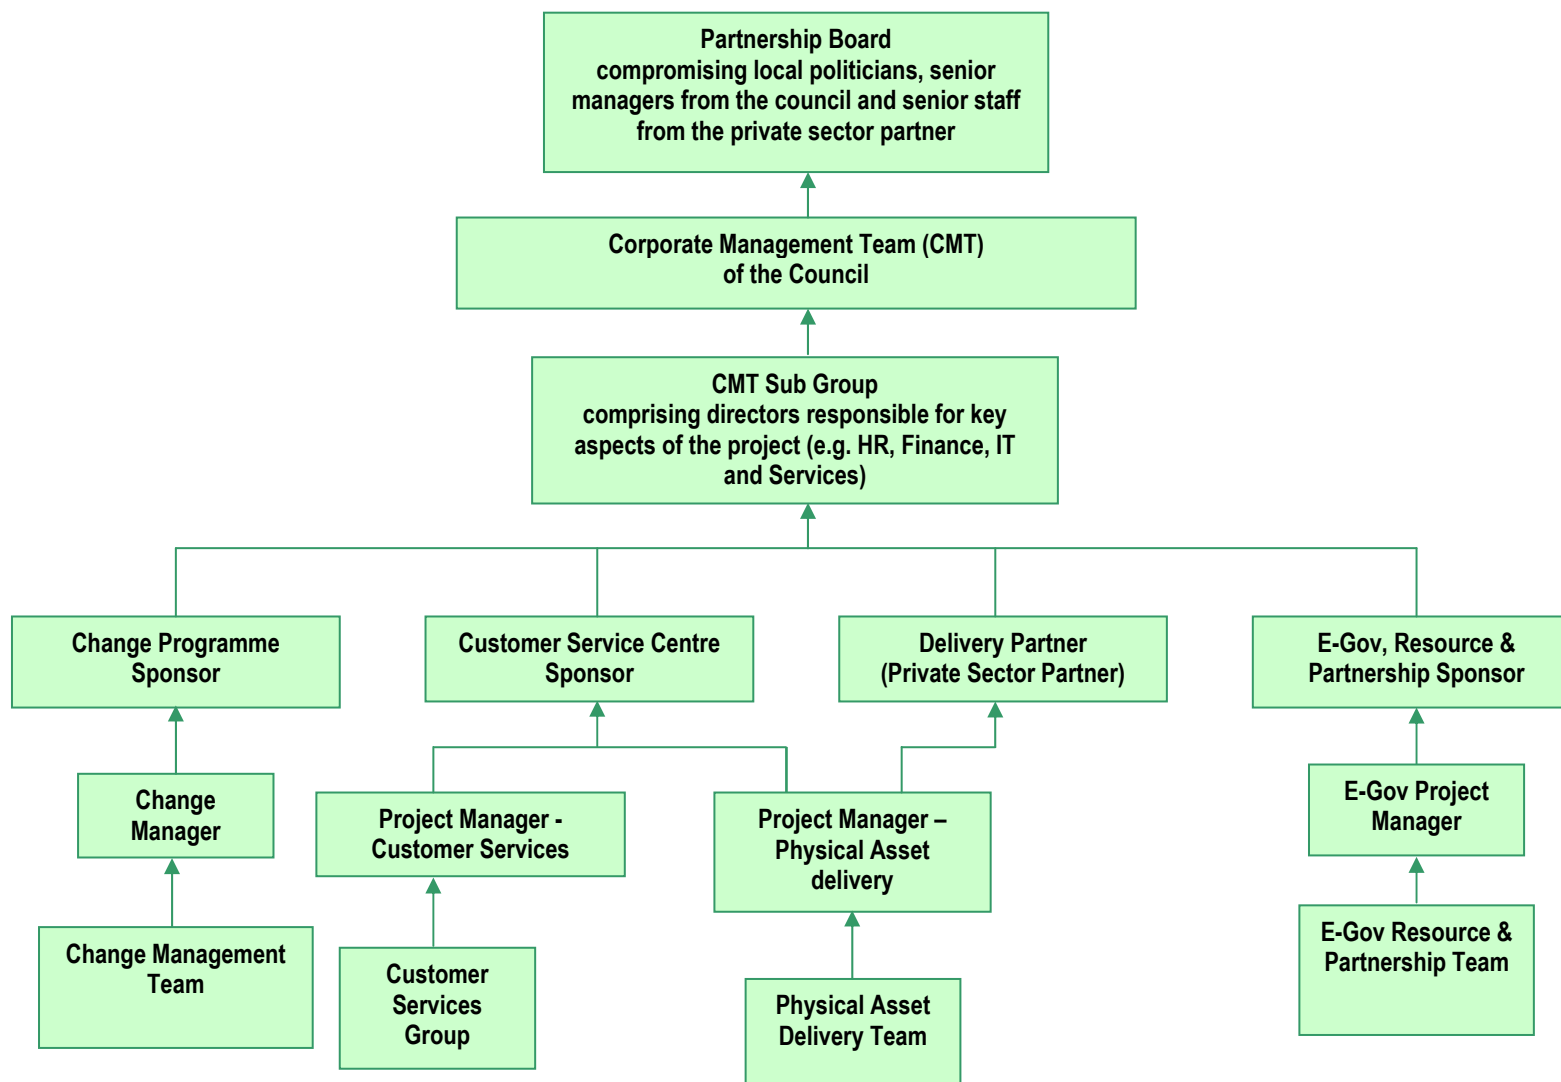 Partnership Board
compromising local politicians, senior
managers from the council and senior staff
from the private sector partner
Corporate Management Team (CMT)
of the Council
CMT Sub Group
comprising directors responsible for key
aspects of the project (e.g. HR, Finance, IT
and Services)
Change Programme
Sponsor
Customer Service Centre
Sponsor
Delivery Partner
(Private Sector Partner)
E-Gov, Resource &
Partnership Sponsor
Change
Manager
Project Manager -
Customer Services
Project Manager –
Physical Asset
delivery
E-Gov Project
Manager
Change Management
Team
Customer
Services
Group
Physical Asset
Delivery Team
E-Gov Resource &
Partnership Team